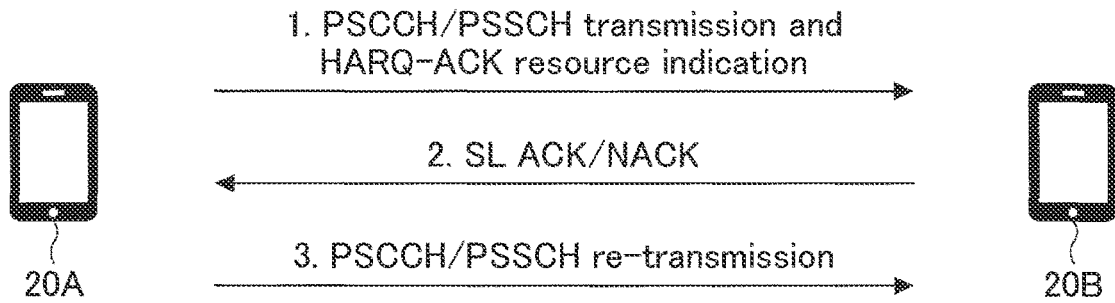 1. PSCCH/PSSCH transmission and
HARQ-ACK resource indication
2. SL ACK/NACK
3. PSCCH/PSSCH re-transmission
20A
20B